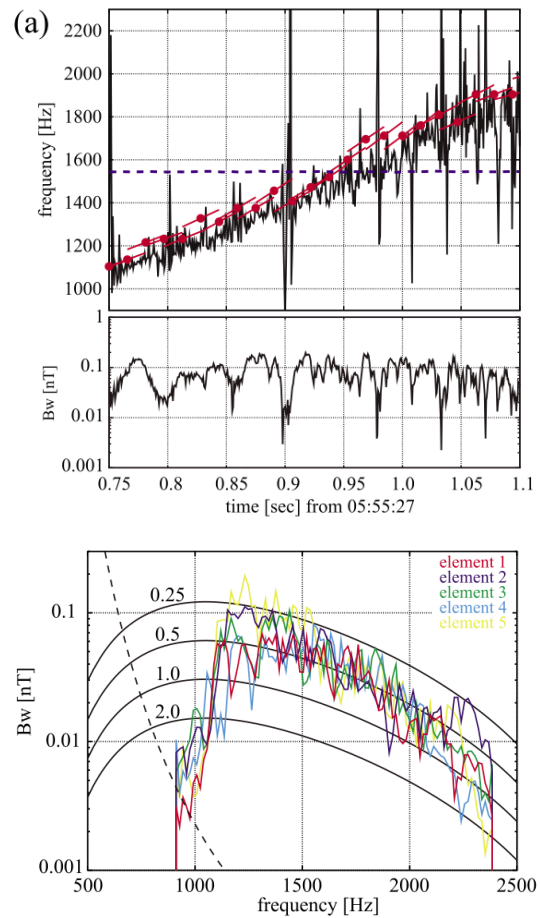 (a)
2200
2000
1800
1600
1400
1200
1000
frequency [Hz]
1
0.1
0.01
0.001
Bw [nT]
0.75 0.8 0.85 0.9 0.95 1.0 1.05 1.1
time [sec] from 05:55:27
element 1
element 2
element 3
element 4
element 5
0.25
0.5
1.0
2.0
0.1
0.01
0.001
Bw [nT]
500 1000 1500 2000 2500
frequency [Hz]